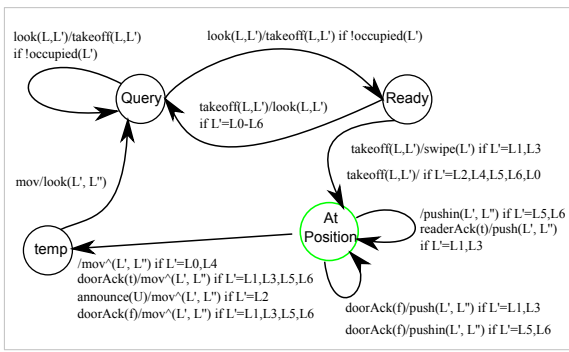 look(L,L')/takeoff(L,L')
if !occupied(L')
look(L,L')/takeoff(L,L') if !occupied(L')
Query
Ready
takeoff(L,L')/look(L,L')
if L'=L0-L6
takeoff(L,L')/swipe(L') if L'=L1,L3
takeoff(L,L')/ if L'=L2,L4,L5,L6,L0
mov/look(L', L'')
At
Position
/pushin(L', L'') if L'=L5,L6
readerAck(t)/push(L', L'')
if L'=L1,L3
temp
/mov^(L', L'') if L'=L0,L4
doorAck(t)/mov^(L', L'') if L'=L1,L3,L5,L6
announce(U)/mov^(L', L'') if L'=L2
doorAck(f)/mov^(L', L'') if L'=L1,L3,L5,L6
doorAck(f)/push(L', L'') if L'=L1,L3
doorAck(f)/pushin(L', L'') if L'=L5,L6